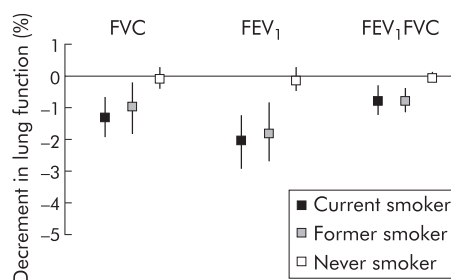 FVC FEV₁ FEV₁FVC
Decrement in lung function (%)
1
0
–1
–2
–3
–4
–5
Current smoker
Former smoker
Never smoker